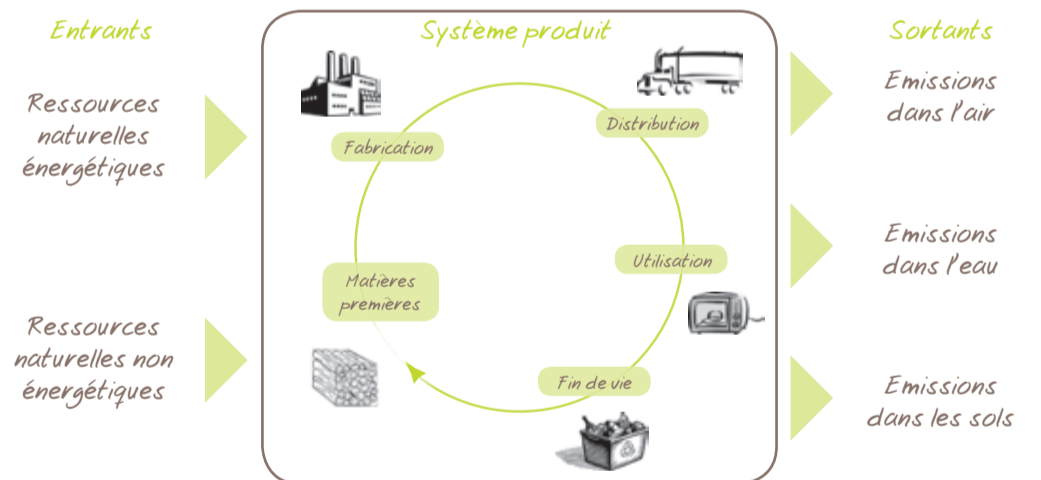 Entrants
Ressources
naturelles
énergétiques
Ressources
naturelles non
énergétiques
Système produit
Fabrication
Distribution
Utilisation
Matières
premières
Fin de vie
Sortants
Emissions
dans l'air
Emissions
dans l'eau
Emissions
dans les sols